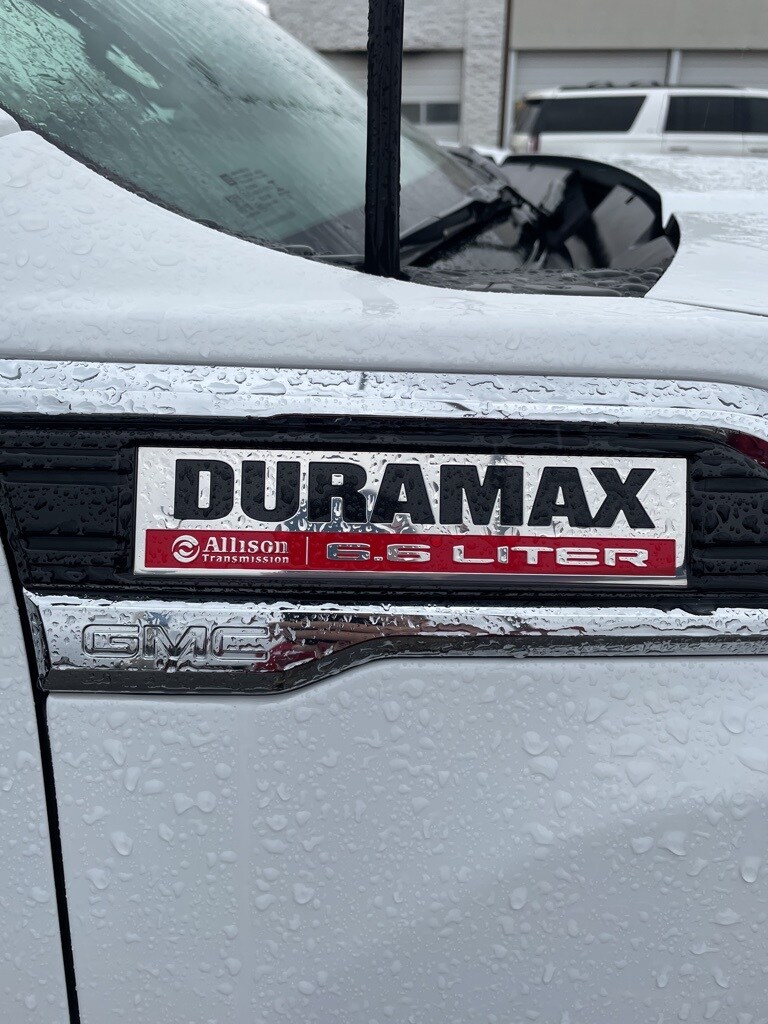 DURAMAX
Allison Transmission 6.6 LITER
GMC